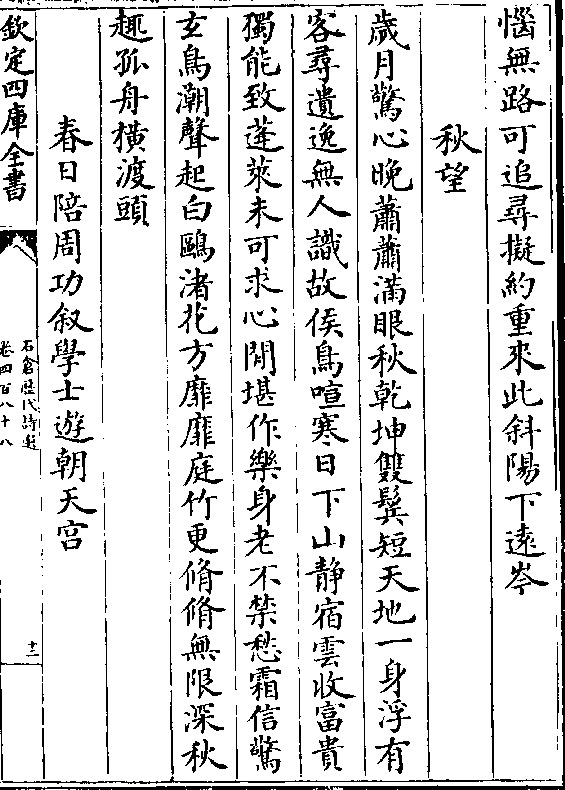 惱無路可追尋擬約重來此斜陽下遠岑
秋望
歲月驚心晚蕭蕭滿眼秋乾坤雙鬂短天地一身浮有
客尋遺逸無人識故侯鳥喧寒日下山靜宿雲收富貴
獨能致蓬萊未可求心閒堪作樂身老不禁愁霜信驚
玄鳥潮聲起白鷗渚花方靡靡庭竹更翛翛無限深秋
趣孤舟橫渡頭
春日陪周功叙學士遊朝天宫
欽定四庫全書
石倉歷代詩選
卷四百八十八
十二